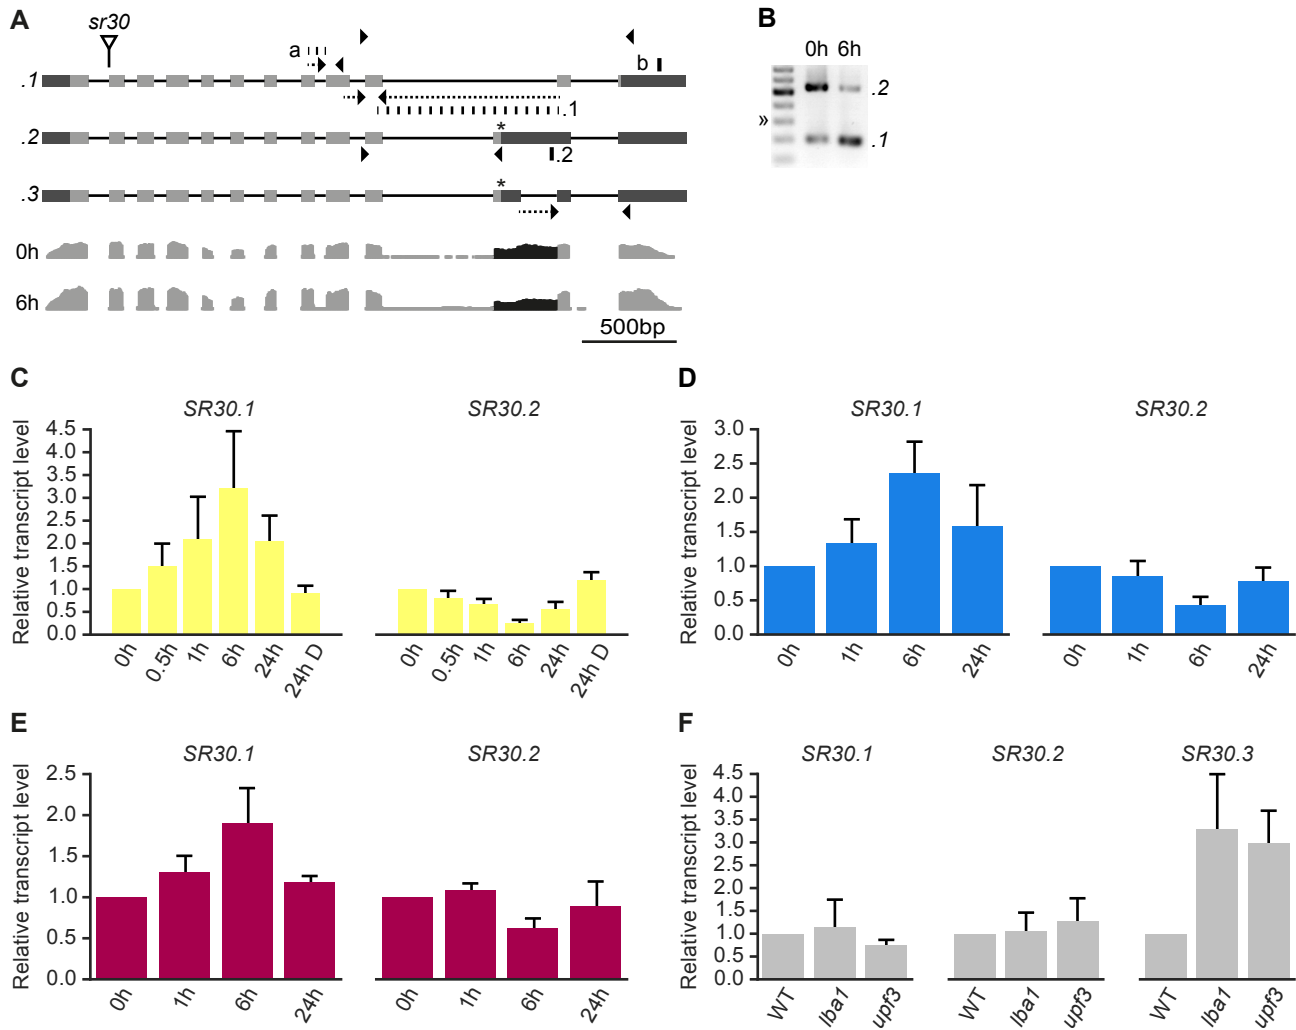 A
sr30
a
b
.1
.1
*
.2
.2
*
.3
0h
6h
500bp
B
0h 6h
.2
»
.1
C
SR30.1 SR30.2
Relative transcript level
4.5
4.0
3.5
3.0
2.5
2.0
1.5
1.0
0.5
0.0
0h 0.5h 1h 6h 24h 24h D
0h 0.5h 1h 6h 24h 24h D
D
SR30.1 SR30.2
Relative transcript level
3.0
2.5
2.0
1.5
1.0
0.5
0.0
0h 1h 6h 24h
0h 1h 6h 24h
E
SR30.1 SR30.2
Relative transcript level
2.5
2.0
1.5
1.0
0.5
0.0
0h 1h 6h 24h
0h 1h 6h 24h
F
SR30.1 SR30.2 SR30.3
Relative transcript level
4.5
4.0
3.5
3.0
2.5
2.0
1.5
1.0
0.5
0.0
WT lba1 upf3
WT lba1 upf3
WT lba1 upf3